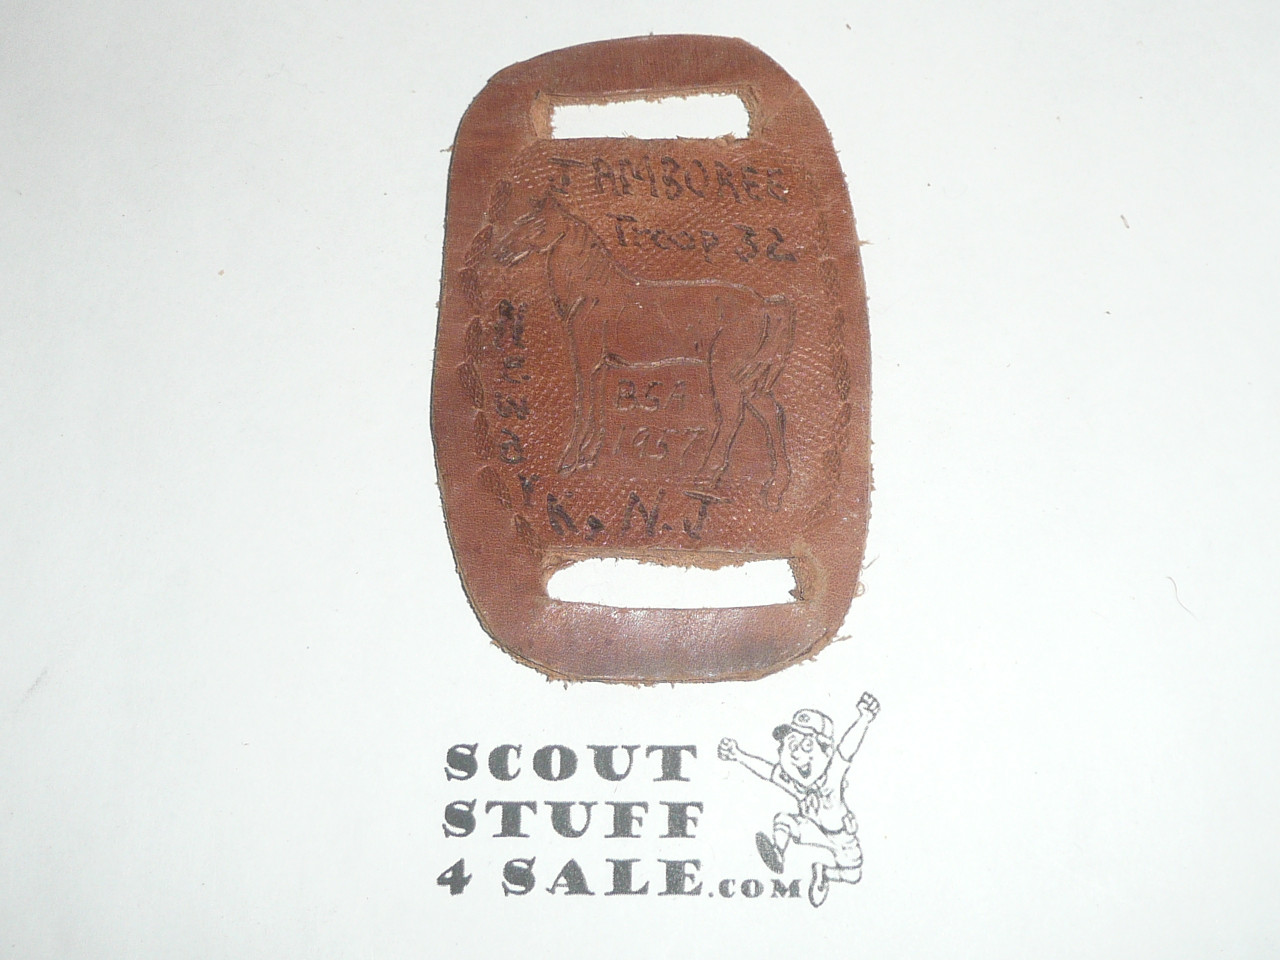 JAMBOREE
Troop 32
BSA
1957
K. N.J
SCOUT
STUFF
4 SALE.COM